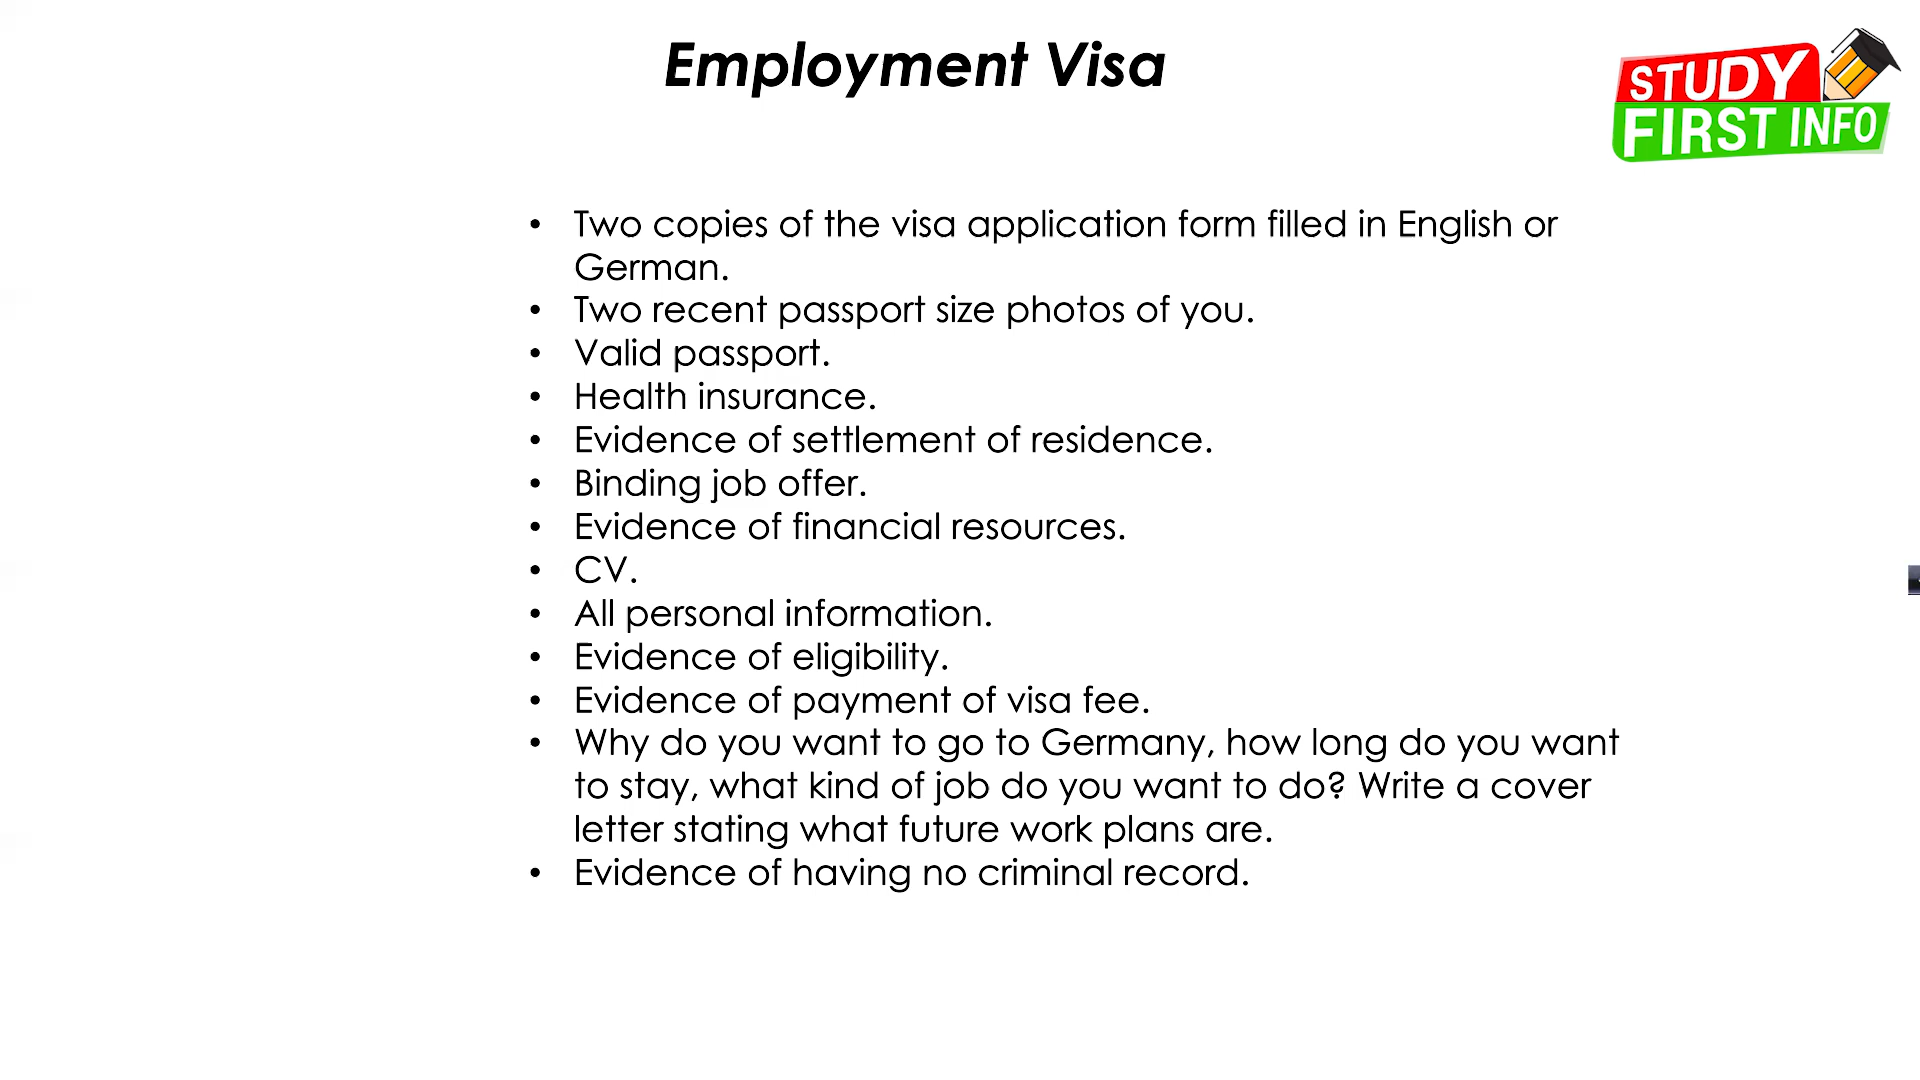 Employment Visa
STUDY
FIRST INFO
• Two copies of the visa application form filled in English or
German.
• Two recent passport size photos of you.
• Valid passport.
• Health insurance.
• Evidence of settlement of residence.
• Binding job offer.
• Evidence of financial resources.
• CV.
• All personal information.
• Evidence of eligibility.
• Evidence of payment of visa fee.
• Why do you want to go to Germany, how long do you want
to stay, what kind of job do you want to do? Write a cover
letter stating what future work plans are.
• Evidence of having no criminal record.